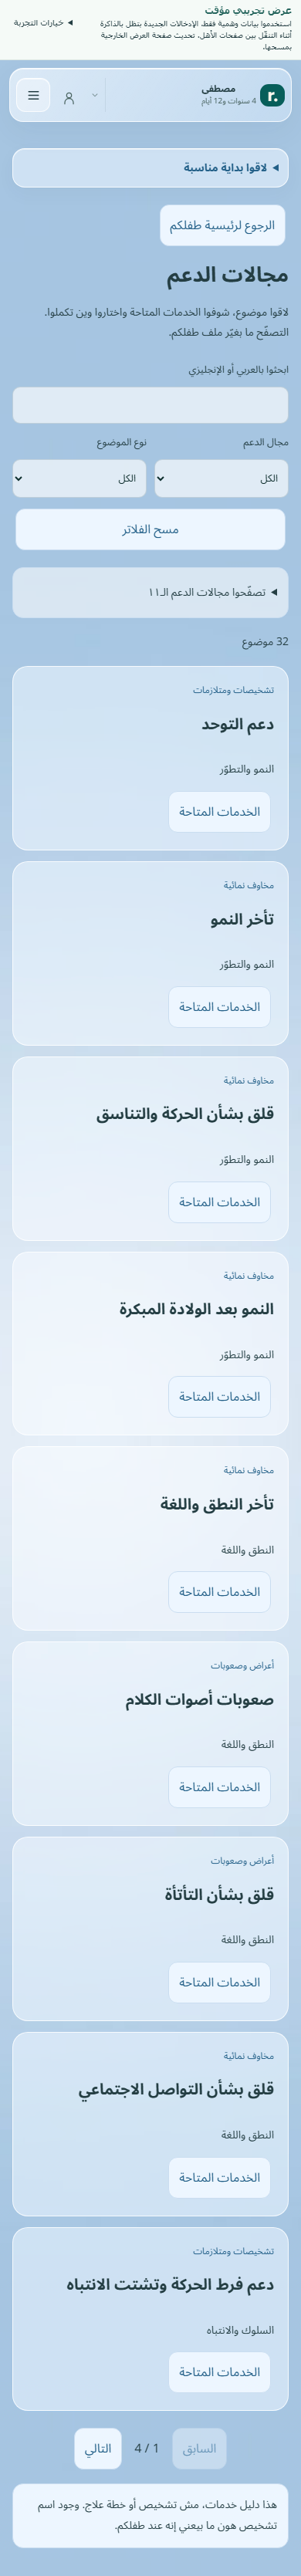 عرض تجريبي مؤقت
استخدموا بيانات وهمية فقط. الإدخالات الجديدة بتظل بالذاكرة
أثناء التنقّل بين صفحات الأهل. تحديث صفحة العرض الخارجية
بمسحها.
◀ خيارات التجربة
ر.
مصطفى
4 سنوات و12 أيام
◀ لاقوا بداية مناسبة
الرجوع لرئيسية طفلكم
مجالات الدعم
لاقوا موضوع، ابحوا الخدمات المتاحة واختاروا وين تكملوا.
التصفّح ما بغيّر ملف طفلكم.
ابحثوا بالعربي أو الإنجليزي
مجال الدعم
نوع الموضوع
الكل
الكل
مسح الفلاتر
◀ تصفّحوا مجالات الدعم الـ١١
32 موضوع
تشخيصات ومتلازمات
دعم التوحد
النمو والتطوّر
الخدمات المتاحة
مخاوف نمائية
تأخر النمو
النمو والتطوّر
الخدمات المتاحة
مخاوف نمائية
قلق بشأن الحركة والتناسق
النمو والتطوّر
الخدمات المتاحة
مخاوف نمائية
النمو بعد الولادة المبكرة
النمو والتطوّر
الخدمات المتاحة
مخاوف نمائية
تأخر النطق واللغة
النطق واللغة
الخدمات المتاحة
أعراض وصعوبات
صعوبات أصوات الكلام
النطق واللغة
الخدمات المتاحة
أعراض وصعوبات
قلق بشأن التأتأة
النطق واللغة
الخدمات المتاحة
مخاوف نمائية
قلق بشأن التواصل الاجتماعي
النطق واللغة
الخدمات المتاحة
تشخيصات ومتلازمات
دعم فرط الحركة وتشتت الانتباه
السلوك والانتباه
الخدمات المتاحة
السابق
1 / 4
التالي
هذا دليل خدمات، مش تشخيص أو خطة علاج. وجود اسم
تشخيص هون ما بيعني إنه عند طفلكم.